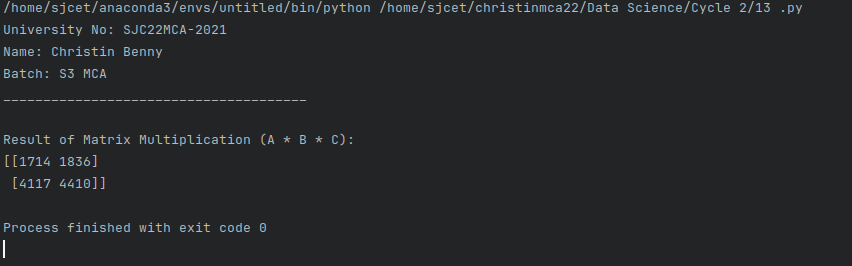 /home/sjcet/anaconda3/envs/untitled/bin/python /home/sjcet/christinmca22/Data Science/Cycle 2/13 .py
University No: SJC22MCA-2021
Name: Christin Benny
Batch: S3 MCA
______________________________________
Result of Matrix Multiplication (A * B * C):
[[1714 1836]
 [4117 4410]]
Process finished with exit code 0